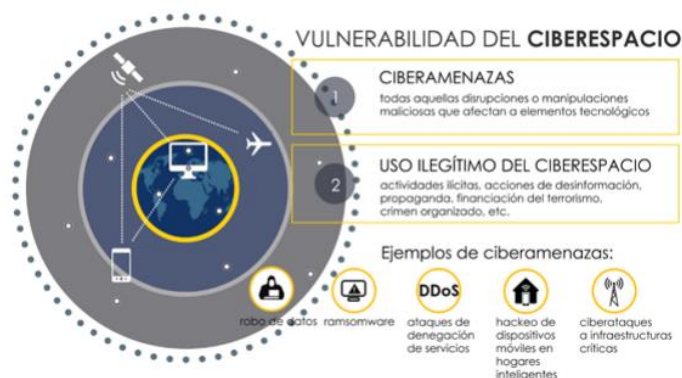 VULNERABILIDAD DEL CIBERESPACIO
1
CIBERAMENAZAS
todas aquellas disrupciones o manipulaciones
maliciosas que afectan a elementos tecnológicos
2
USO ILEGÍTIMO DEL CIBERESPACIO
actividades ilícitas, acciones de desinformación,
propaganda, financiación del terrorismo,
crimen organizado, etc.
Ejemplos de ciberamenazas:
robo de datos
ramsomware
DDoS
ataques de
denegación
de servicios
hackeo de
dispositivos
móviles en
hogares
inteligentes
ciberataques
a infraestructuras
críticas